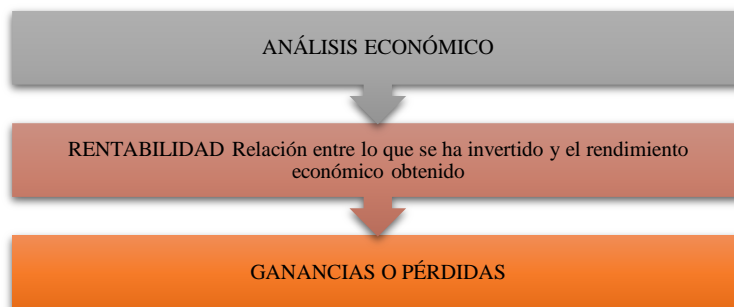 ANÁLISIS ECONÓMICO
RENTABILIDAD Relación entre lo que se ha invertido y el rendimiento
económico obtenido
GANANCIAS O PÉRDIDAS